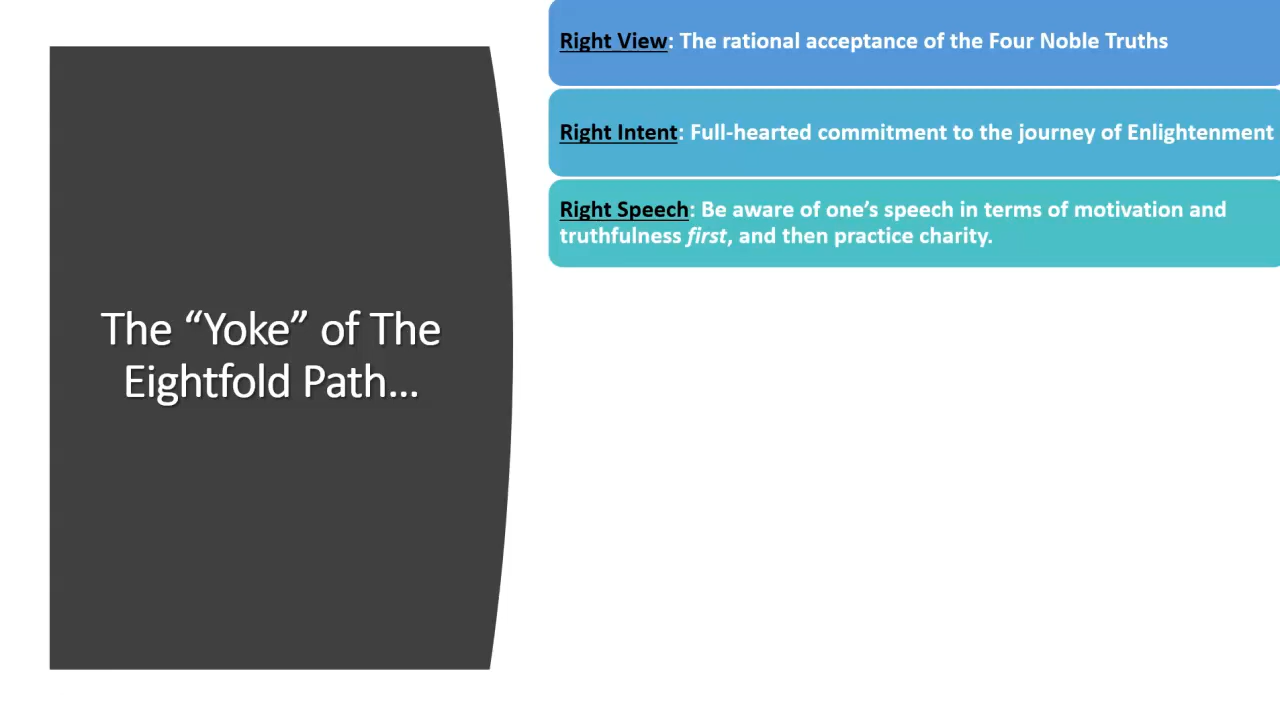 The “Yoke” of The
Eightfold Path...
Right View: The rational acceptance of the Four Noble Truths
Right Intent: Full-hearted commitment to the journey of Enlightenment
Right Speech: Be aware of one’s speech in terms of motivation and
truthfulness first, and then practice charity.